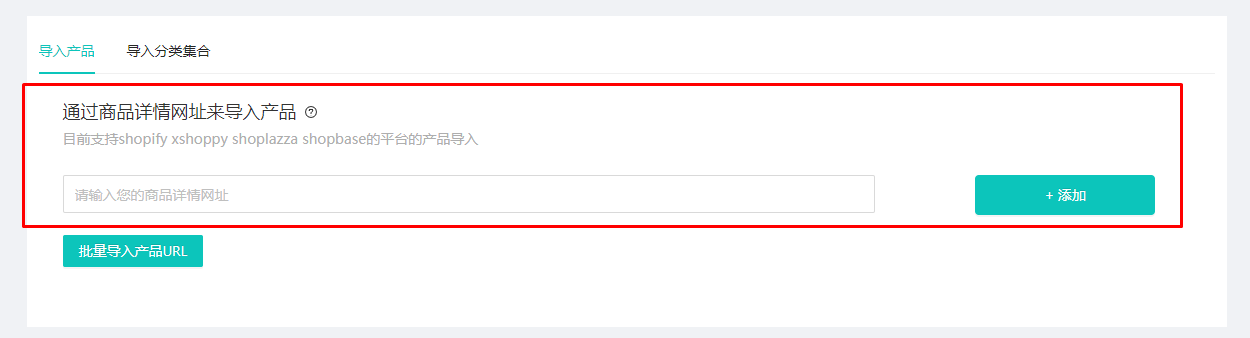 导入产品 导入分类集合
通过商品详情网址来导入产品
目前支持shopify xshoppy shoplazza shopbase的平台的产品导入
请输入您的商品详情网址 + 添加
批量导入产品URL